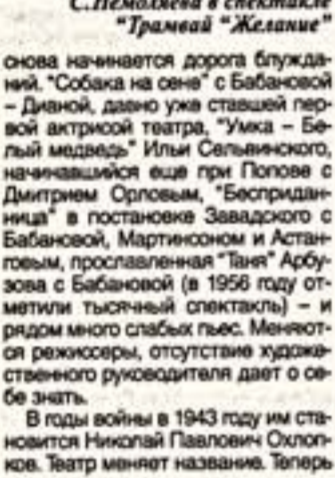 С.Немоляева в спектакле
"Трамвай "Желание"
снова начинается дорога блужда-
ний. "Собака на сене" с Бабановой
– Дианой, давно уже ставшей пер-
вой актрисой театра, "Умка – Бе-
лый медведь" Ильи Сельвинского,
начинавшийся еще при Попове с
Дмитрием Орловым, "Бесприда-
ница" в постановке Завадского с
Бабановой, Мартинсоном и Астан-
говым, прославленная "Таня" Арбу-
зова с Бабановой (в 1956 году от-
метили тысячный спектакль) – и
рядом много слабых пьес. Меняют-
ся режиссеры, отсутствие художе-
ственного руководителя дает о се-
бе знать.
В годы войны в 1943 году им ста-
новится Николай Павлович Охлоп-
ков. Театр меняет название. Теперь